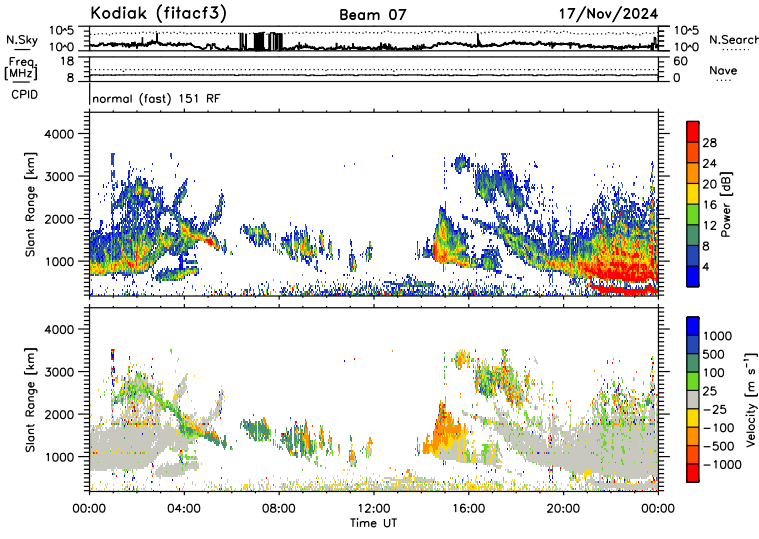 Kodiak (fitacf3) Beam 07 17/Nov/2024
N.Sky 10^5 10^0 10^5 10^0 N.Search
Freq. [MHz] 18 8 60 0 Nave
CPID normal (fast) 151 RF
Slant Range [km]
4000
3000
2000
1000
28
24
20
16
12
8
4
Power [dB]
Slant Range [km]
4000
3000
2000
1000
1000
500
100
25
−25
−100
−500
−1000
Velocity [m s⁻¹]
00:00 04:00 08:00 12:00 16:00 20:00 00:00
Time UT